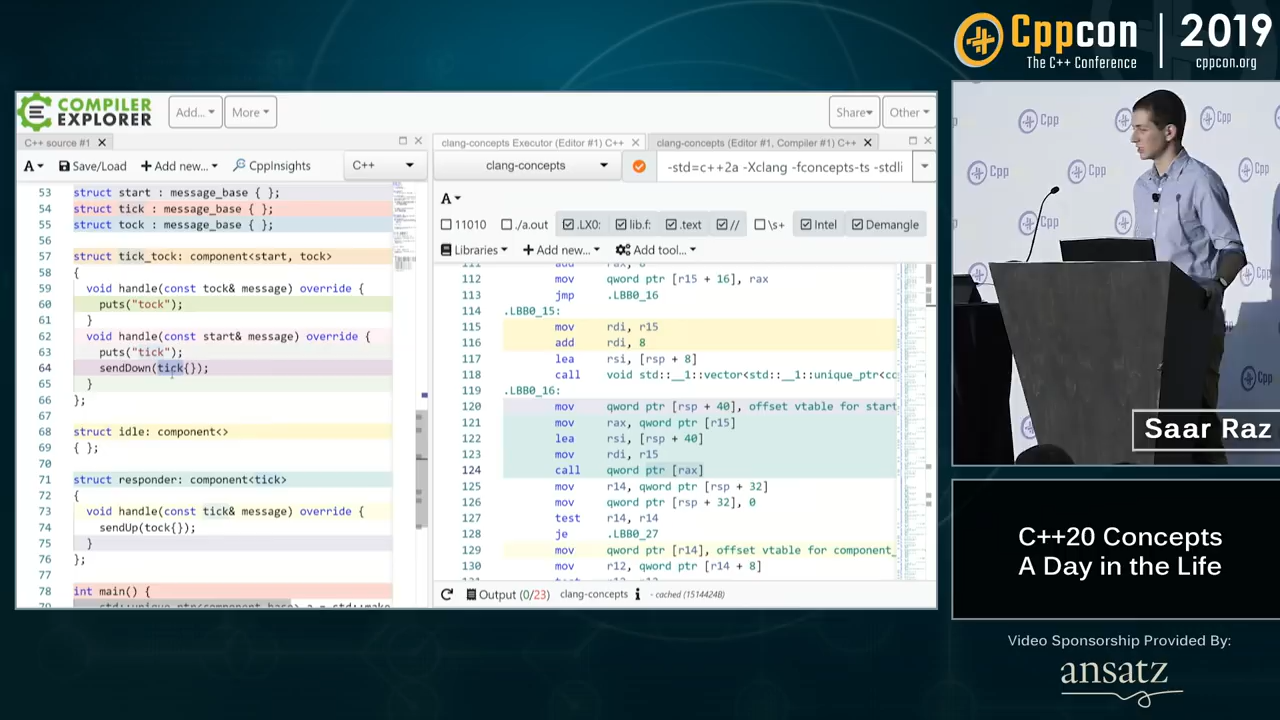 Cppcon | 2019
The C++ Conference cppcon.org
COMPILER EXPLORER Add... More Share Other
C++ source #1 X
A Save/Load + Add new... CppInsights C++
53 struct start : message_base { };
54 struct tick : message_base { };
55 struct tock : message_base { };
56
57 struct tick_tock: component<start, tock>
58 {
59 void handle(const tock& message) override {
60 puts("tock");
61 }
62 void handle(const start& message) override {
63 puts("tick");
64 sendUp(tick{});
65 }
66 };
67
68 struct idle: component<
69 { };
70
71 struct responder: component<tick>
72 {
73 void handle(const tick& message) override {
74 sendUp(tock{});
75 }
76 };
77
78 int main() {
clang-concepts Executor (Editor #1) C++ X clang-concepts (Editor #1, Compiler #1) C++ X
clang-concepts -std=c++2a -Xclang -fconcepts-ts -stdli
A
11010 ./a.out .LX0: lib.f: .text // \s+ Intel Demangle
Libraries + Add new... Add tool...
112 mov qword ptr [r15 + 16], rax
113 jmp .LBB0_16
114 .LBB0_15:
115 mov rdi, r15
116 add rdi, 8
117 lea rsi, [rsp + 8]
118 call void std::__1::vector<std::__1::unique_ptr<cc
119 .LBB0_16:
120 mov qword ptr [rsp + 40], offset vtable for start
121 mov rax, qword ptr [r15]
122 lea rsi, [rsp + 40]
123 mov rdi, r15
124 call qword ptr [rax]
125 mov r14, qword ptr [rsp + 32]
126 mov qword ptr [rsp + 32], 0
127 test r14, r14
128 je
129 mov qword ptr [r14], offset vtable for component_
130 mov r12, qword ptr [r14 + 8]
Output (0/23) clang-concepts i - cached (1514424B)
Cpp
Cpp
Cpp
Cpp
Saar Raz
C++20 Concepts
A Day in the Life
Video Sponsorship Provided By:
ansatz